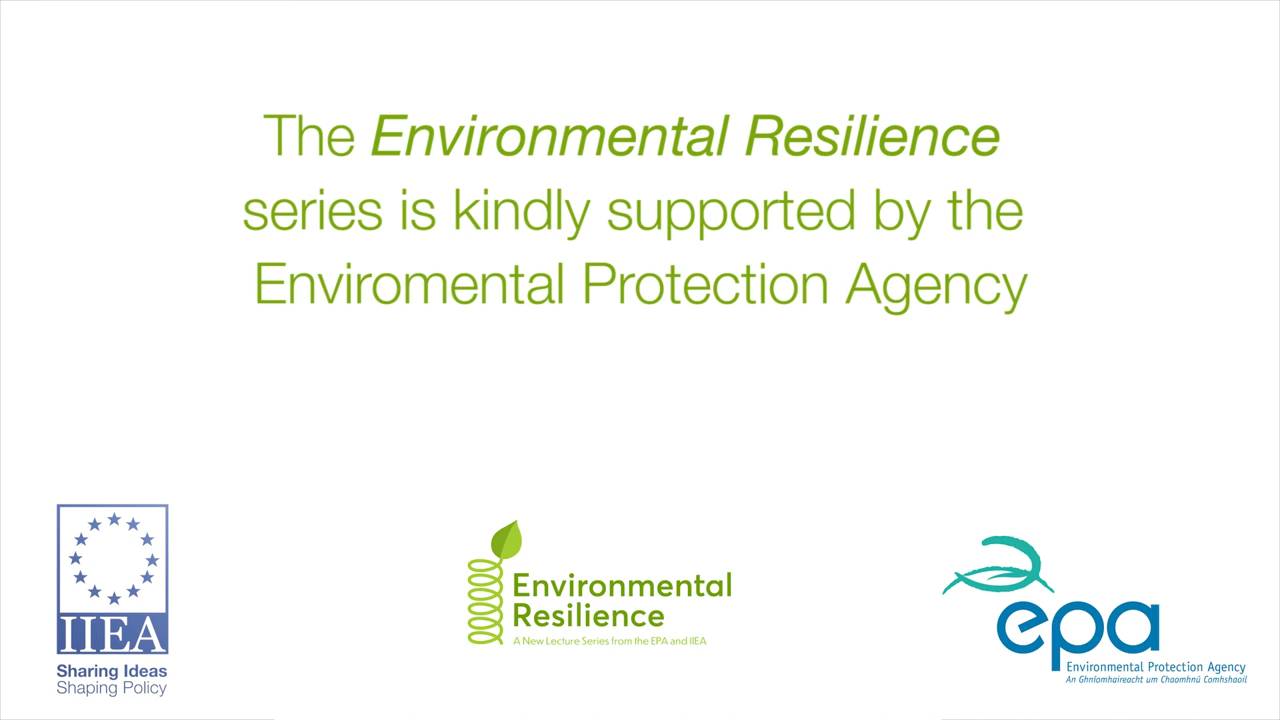 The Environmental Resilience
series is kindly supported by the
Enviromental Protection Agency
IIEA
Sharing Ideas
Shaping Policy
Environmental
Resilience
A New Lecture Series from the EPA and IIEA
epa
Environmental Protection Agency
An Ghníomhaireacht um Chaomhnú Comhshaoil